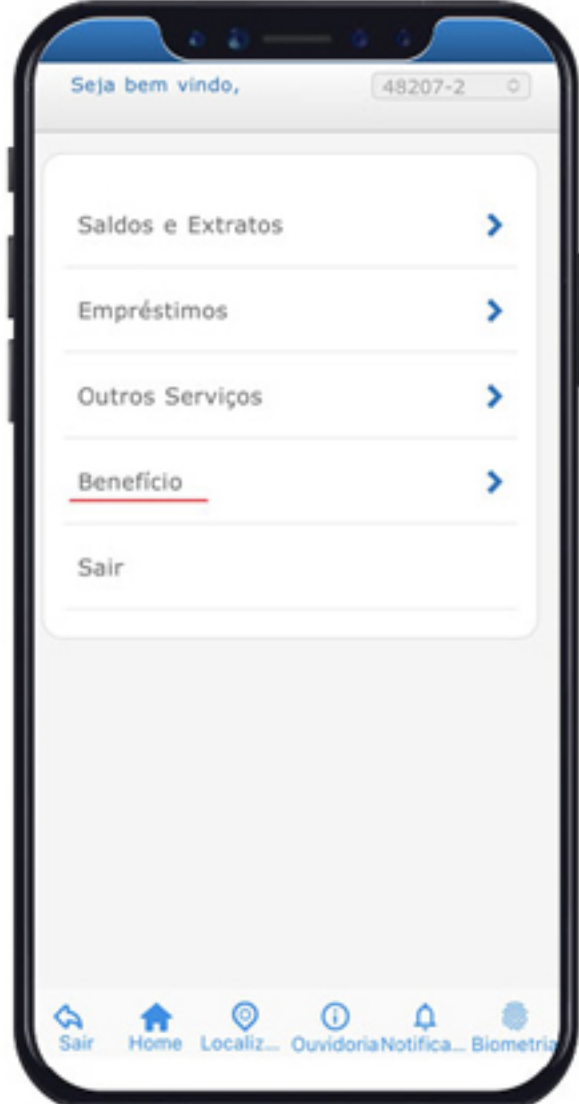 Seja bem vindo,
48207-2
Saldos e Extratos
Empréstimos
Outros Serviços
Benefício
Sair
Sair Home Localiz... Ouvidoria Notifica... Biometria